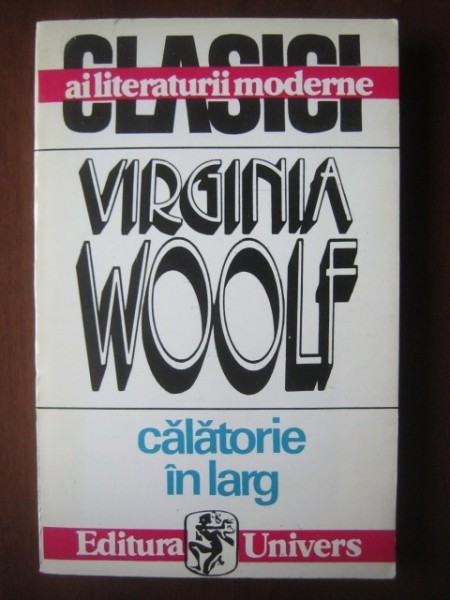 CLASICI
ai literaturii moderne
VIRGINIA
WOOLF
călătorie
în larg
Editura Univers